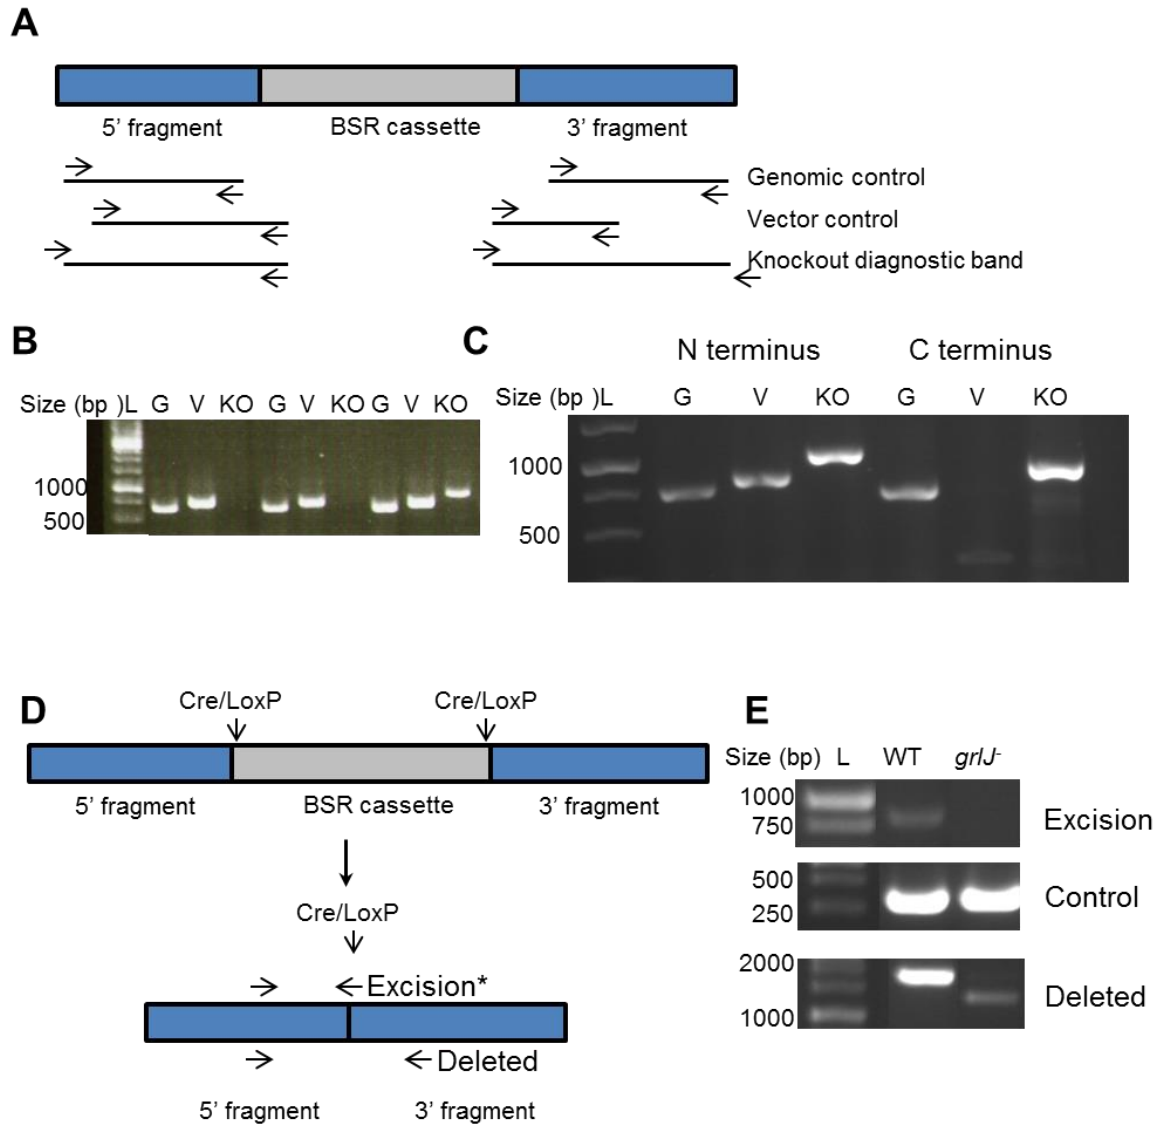 A
5’ fragment BSR cassette 3’ fragment
Genomic control
Vector control
Knockout diagnostic band
B
Size (bp )L G V KO G V KO G V KO
1000
500
C
N terminus C terminus
Size (bp )L G V KO G V KO
1000
500
D
Cre/LoxP Cre/LoxP
5’ fragment BSR cassette 3’ fragment
Cre/LoxP
Excision*
Deleted
5’ fragment 3’ fragment
E
Size (bp) L WT grlJ-
1000
750
Excision
500
250
Control
2000
1000
Deleted